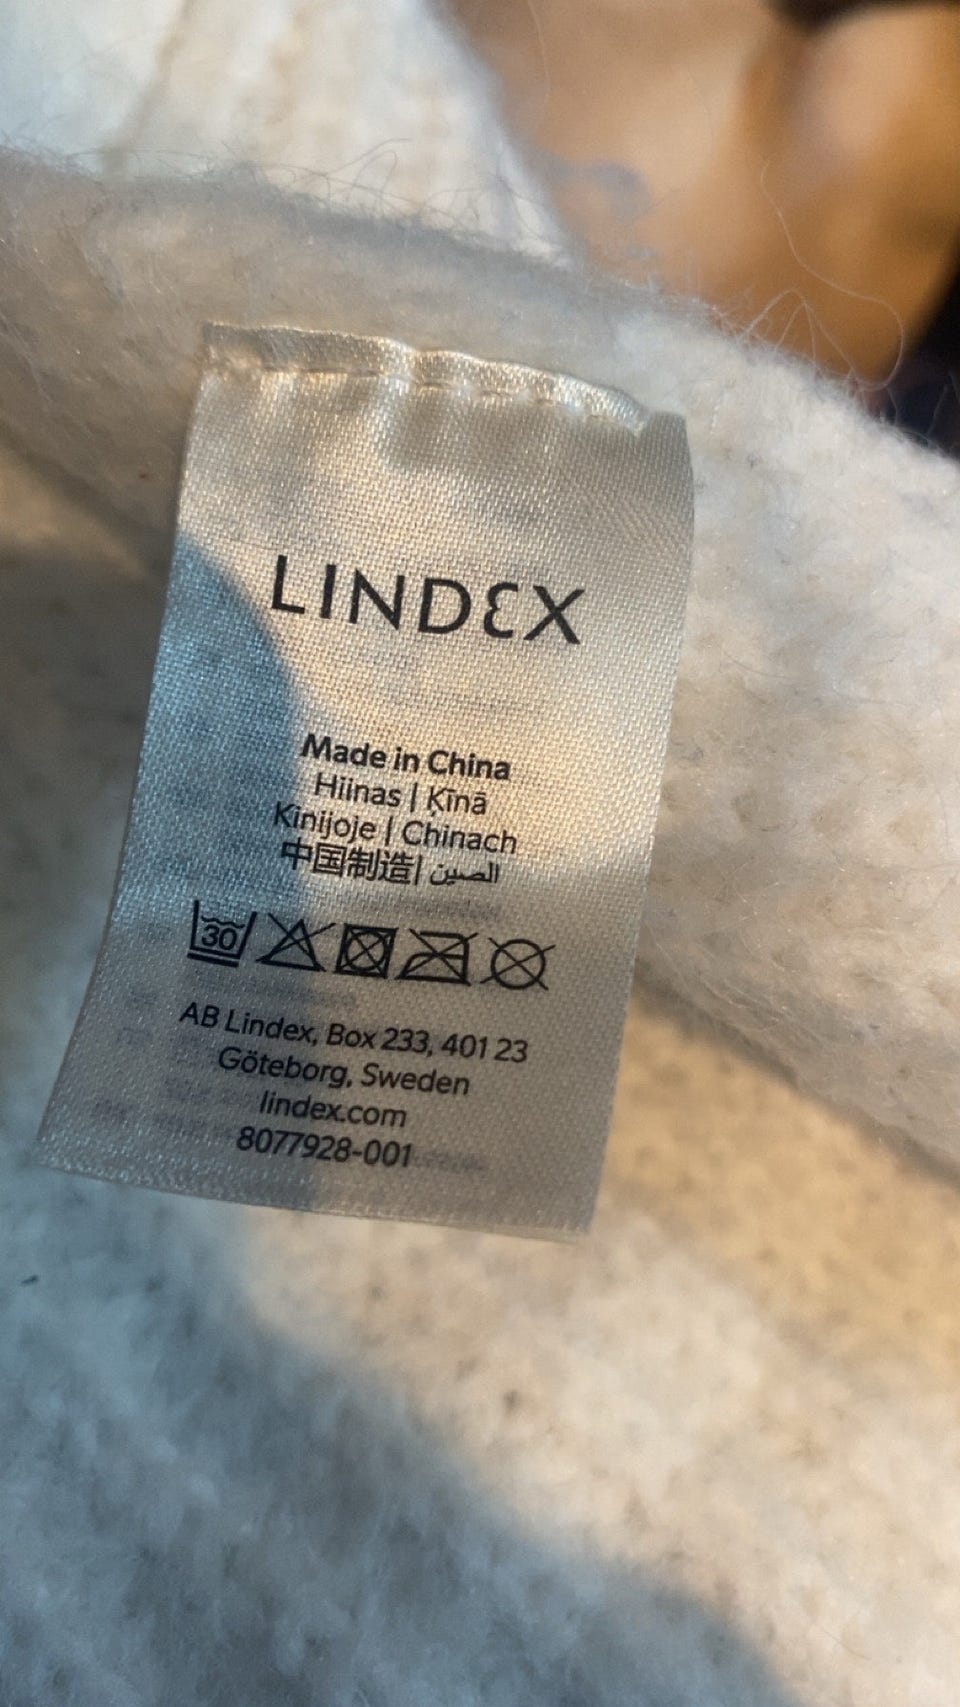 LINDEX
Made in China
Hiinas | Ķīnā
Kinijoje | Chinach
中国制造| الصين
30
AB Lindex, Box 233, 401 23
Göteborg, Sweden
lindex.com
8077928-001